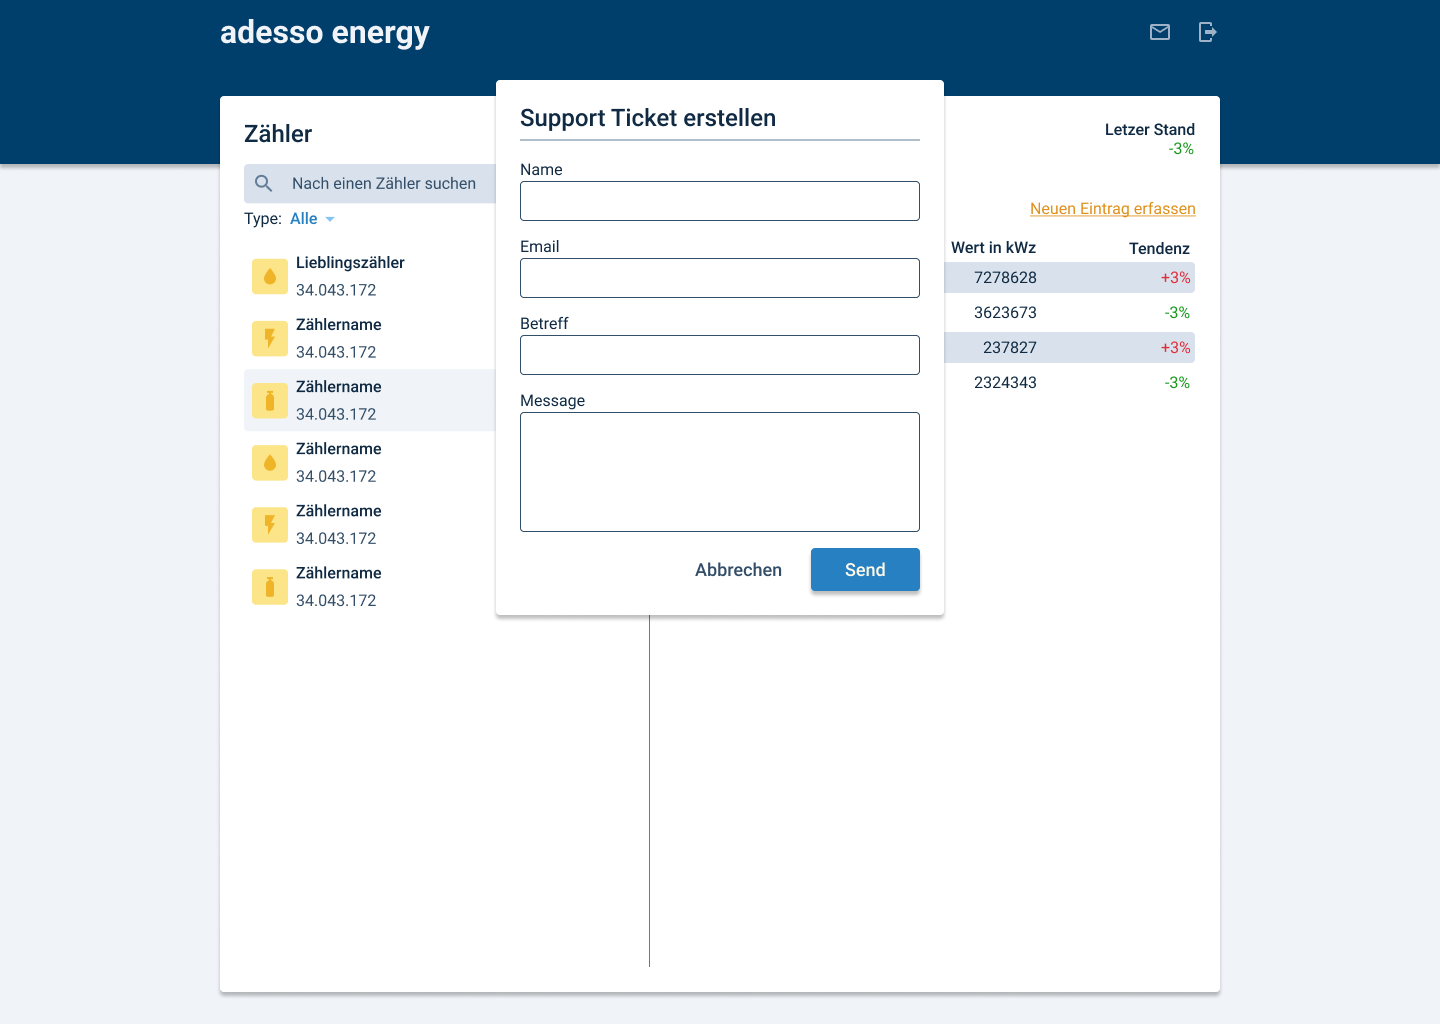 adesso energy
Zähler
Nach einen Zähler suchen
Type: Alle
Lieblingszähler
34.043.172
Zählername
34.043.172
Zählername
34.043.172
Zählername
34.043.172
Zählername
34.043.172
Zählername
34.043.172
Support Ticket erstellen
Name
Email
Betreff
Message
Abbrechen Send
Letzer Stand
-3%
Neuen Eintrag erfassen
Wert in kWz Tendenz
7278628 +3%
3623673 -3%
237827 +3%
2324343 -3%